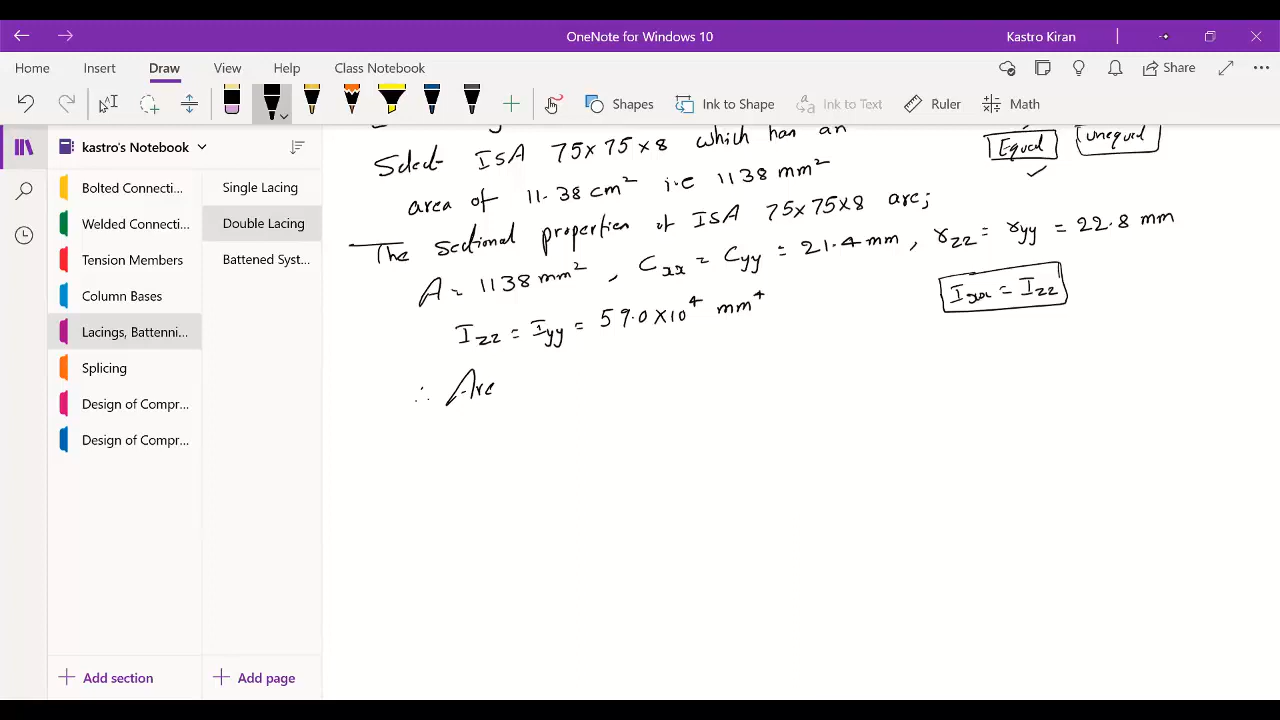 OneNote for Windows 10
Kastro Kiran
Home Insert Draw View Help Class Notebook
Share
Shapes Ink to Shape Ink to Text Ruler Math
kastro's Notebook
Bolted Connecti...
Welded Connecti...
Tension Members
Column Bases
Lacings, Battenni...
Splicing
Design of Compr...
Design of Compr...
Add section
Single Lacing
Double Lacing
Battened Syst...
Add page
Select ISA 75x75x8 which has an
area of 11.38 cm² i.e 1138 mm²
Equal unequal
The sectional properties of ISA 75x75x8 are;
A = 1138 mm², Cxx = Cyy = 21.4 mm, rzz = ryy = 22.8 mm
Izz = Iyy = 59.0x10⁴ mm⁴
Ixx = Izz
∴ Are